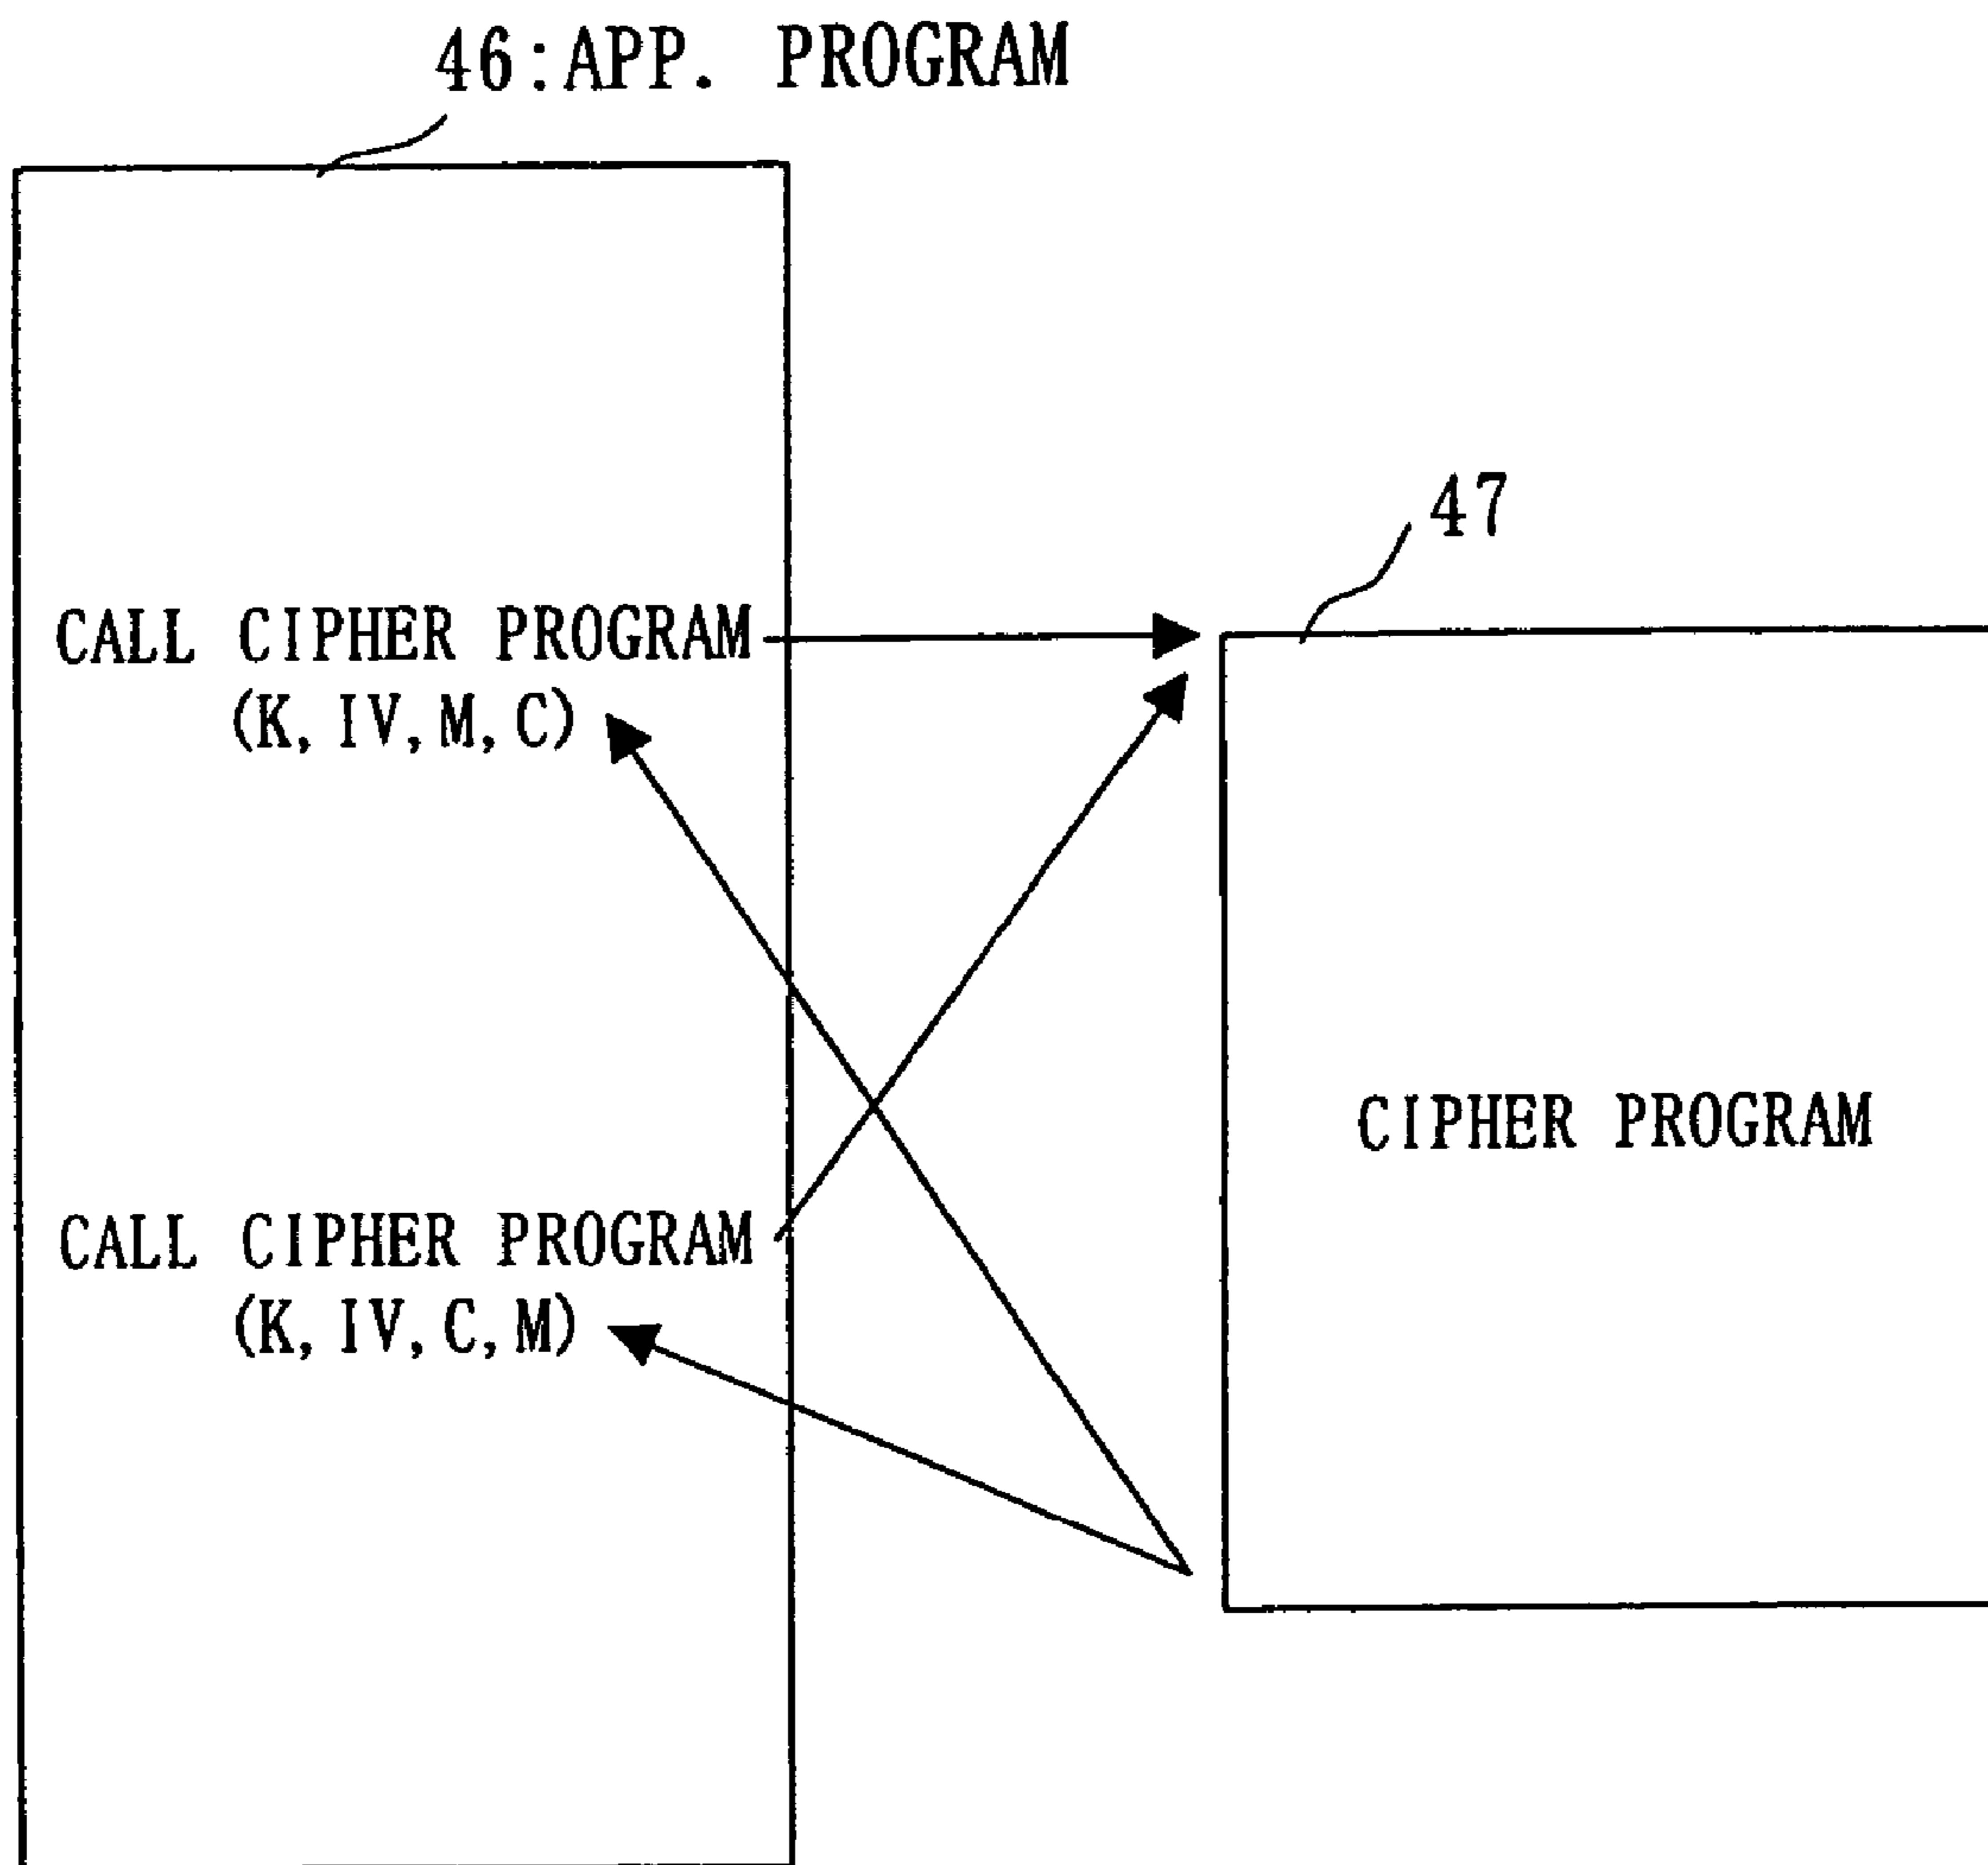 46:APP. PROGRAM
47
CALL CIPHER PROGRAM
(K, IV, M, C)
CIPHER PROGRAM
CALL CIPHER PROGRAM
(K, IV, C, M)